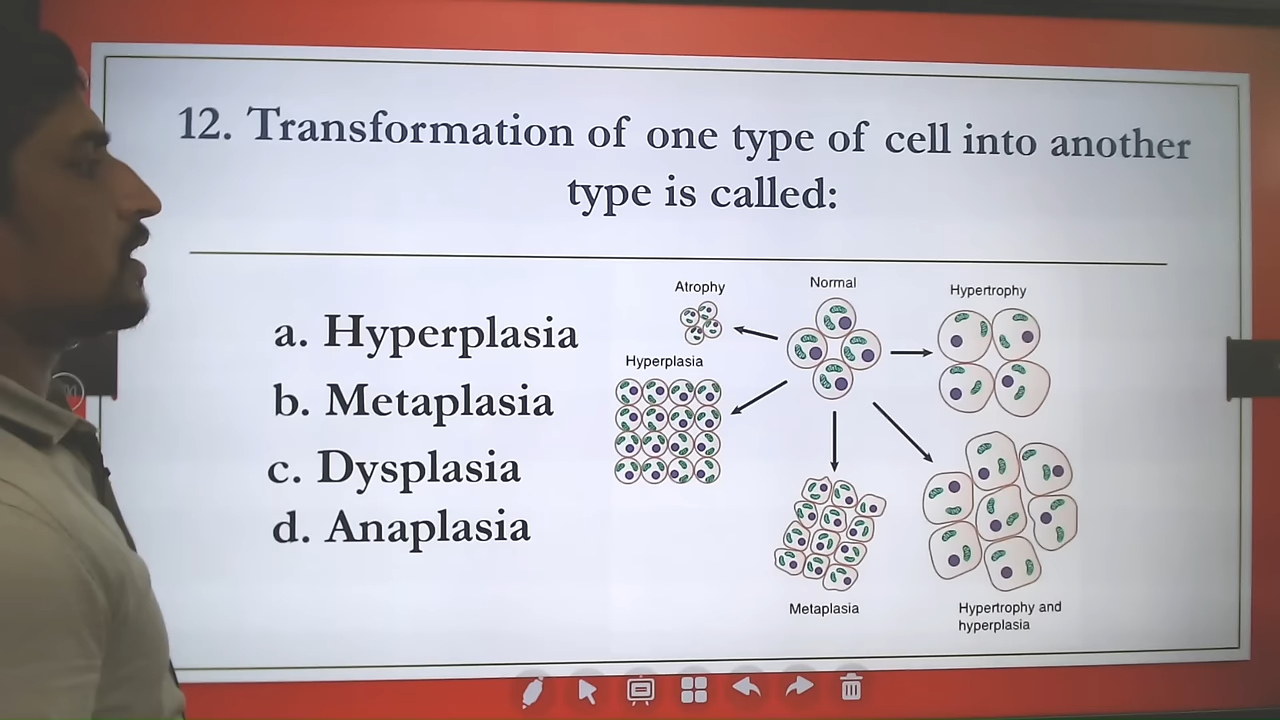 12. Transformation of one type of cell into another
type is called:
a. Hyperplasia
b. Metaplasia
c. Dysplasia
d. Anaplasia
Atrophy
Normal
Hypertrophy
Hyperplasia
Metaplasia
Hypertrophy and
hyperplasia